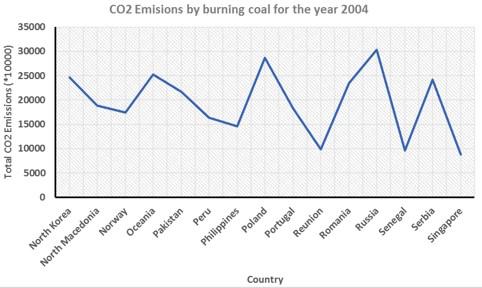 CO2 Emisions by burning coal for the year 2004
Total CO2 Emissions (*10000)
35000
30000
25000
20000
15000
10000
5000
0
North Korea
North Macedonia
Norway
Oceania
Pakistan
Peru
Philippines
Poland
Portugal
Reunion
Romania
Russia
Senegal
Serbia
Singapore
Country